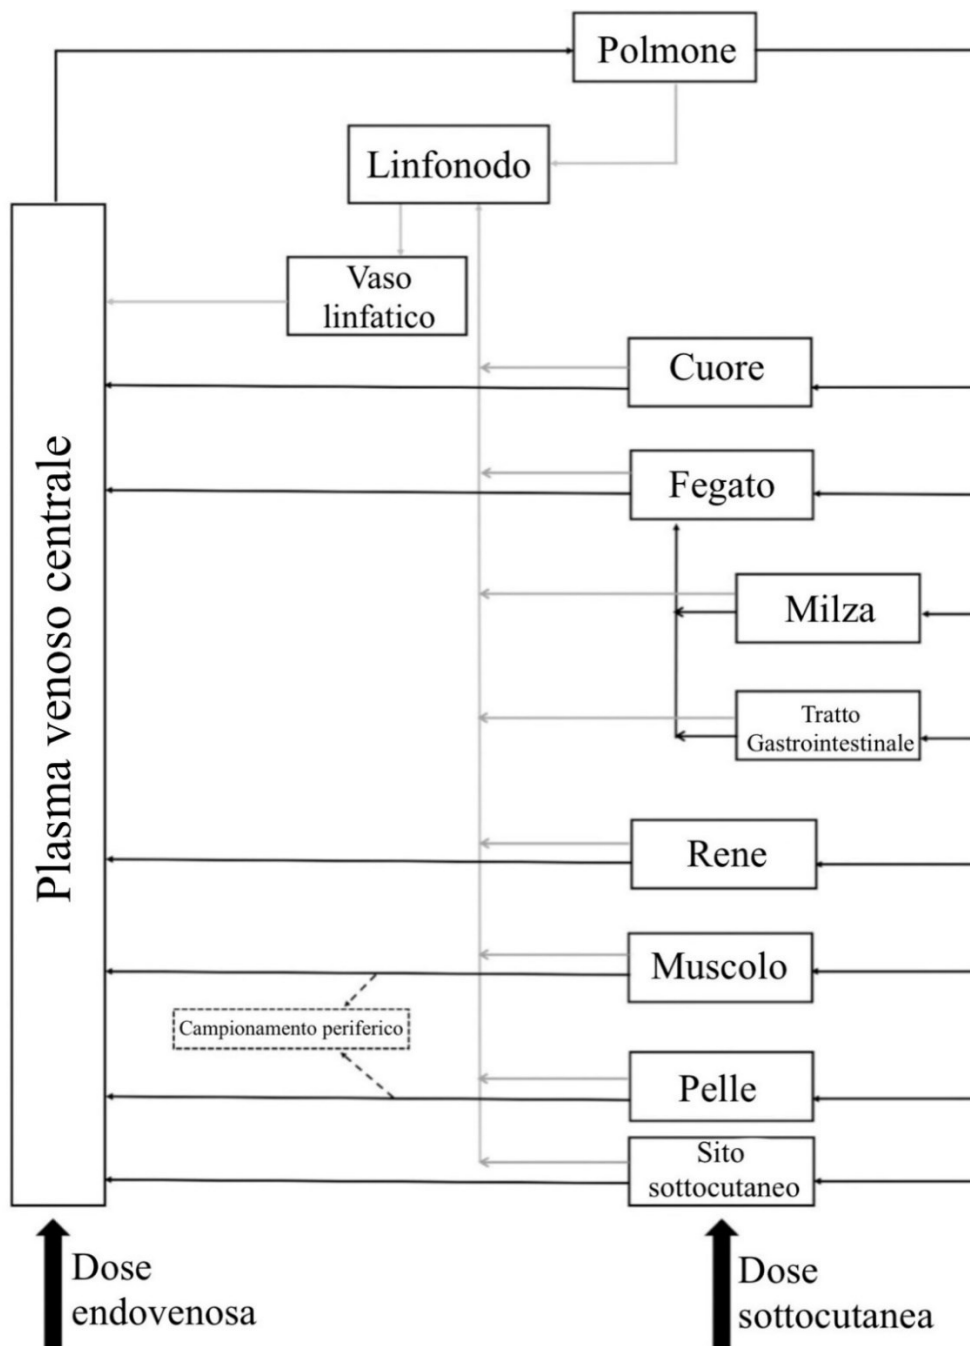 Polmone
Linfonodo
Vaso
linfatico
Cuore
Fegato
Milza
Tratto
Gastrointestinale
Plasma venoso centrale
Rene
Muscolo
Campionamento periferico
Pelle
Sito
sottocutaneo
Dose
endovenosa
Dose
sottocutanea